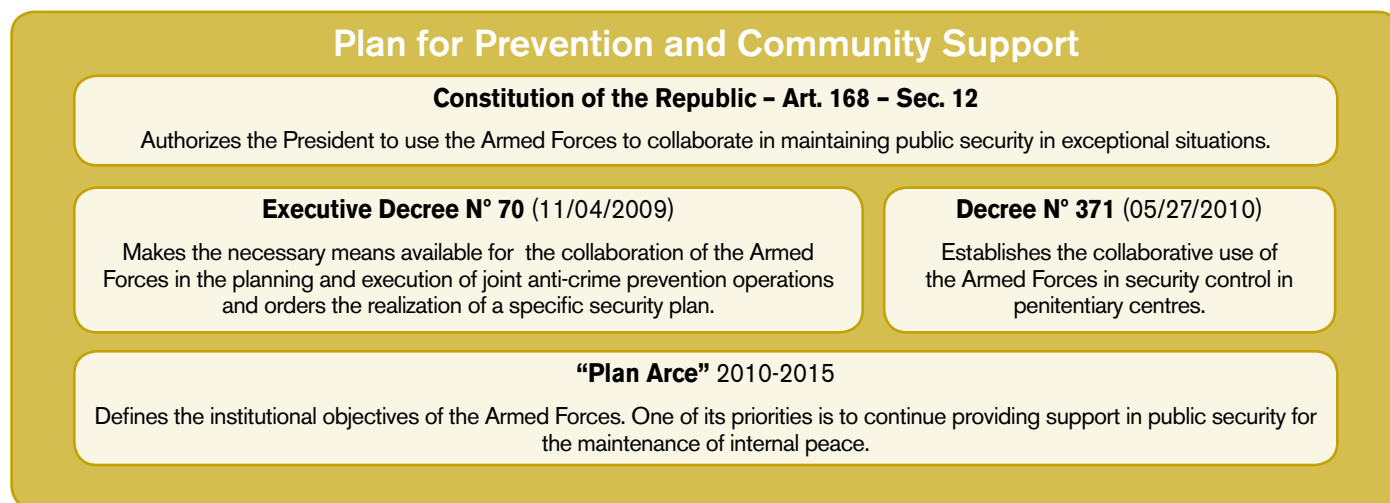 Plan for Prevention and Community Support
Constitution of the Republic – Art. 168 – Sec. 12
Authorizes the President to use the Armed Forces to collaborate in maintaining public security in exceptional situations.
Executive Decree N° 70 (11/04/2009)
Makes the necessary means available for the collaboration of the Armed
Forces in the planning and execution of joint anti-crime prevention operations
and orders the realization of a specific security plan.
Decree N° 371 (05/27/2010)
Establishes the collaborative use of
the Armed Forces in security control in
penitentiary centres.
“Plan Arce” 2010-2015
Defines the institutional objectives of the Armed Forces. One of its priorities is to continue providing support in public security for
the maintenance of internal peace.